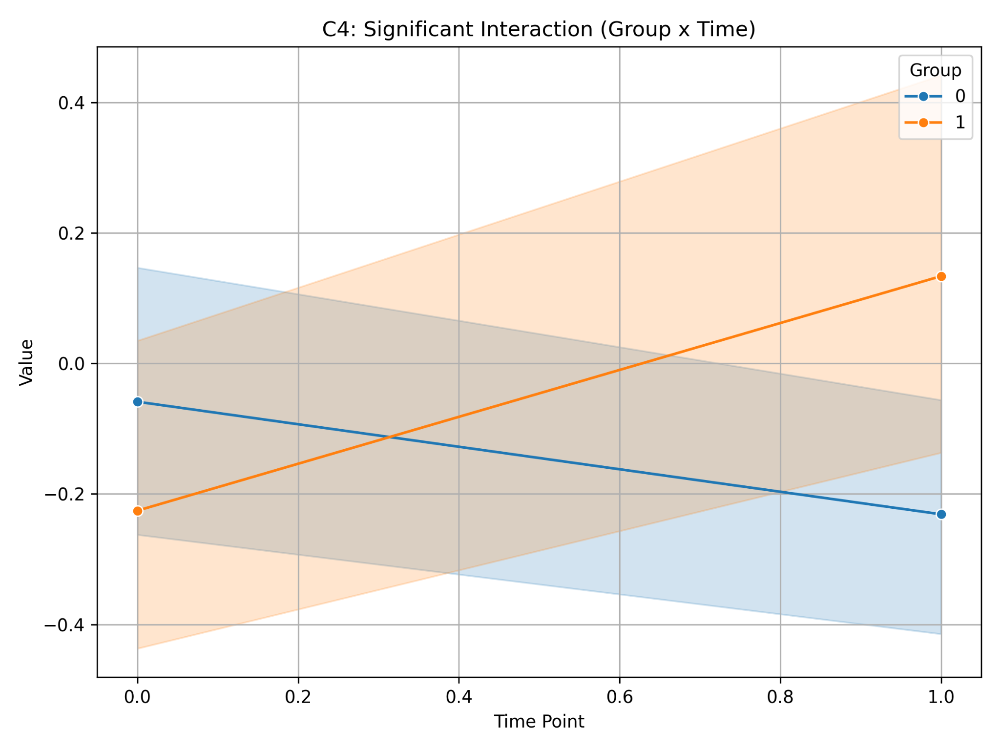 C4: Significant Interaction (Group x Time)
Group
0
1
0.4
0.2
0.0
−0.2
−0.4
Value
0.0 0.2 0.4 0.6 0.8 1.0
Time Point